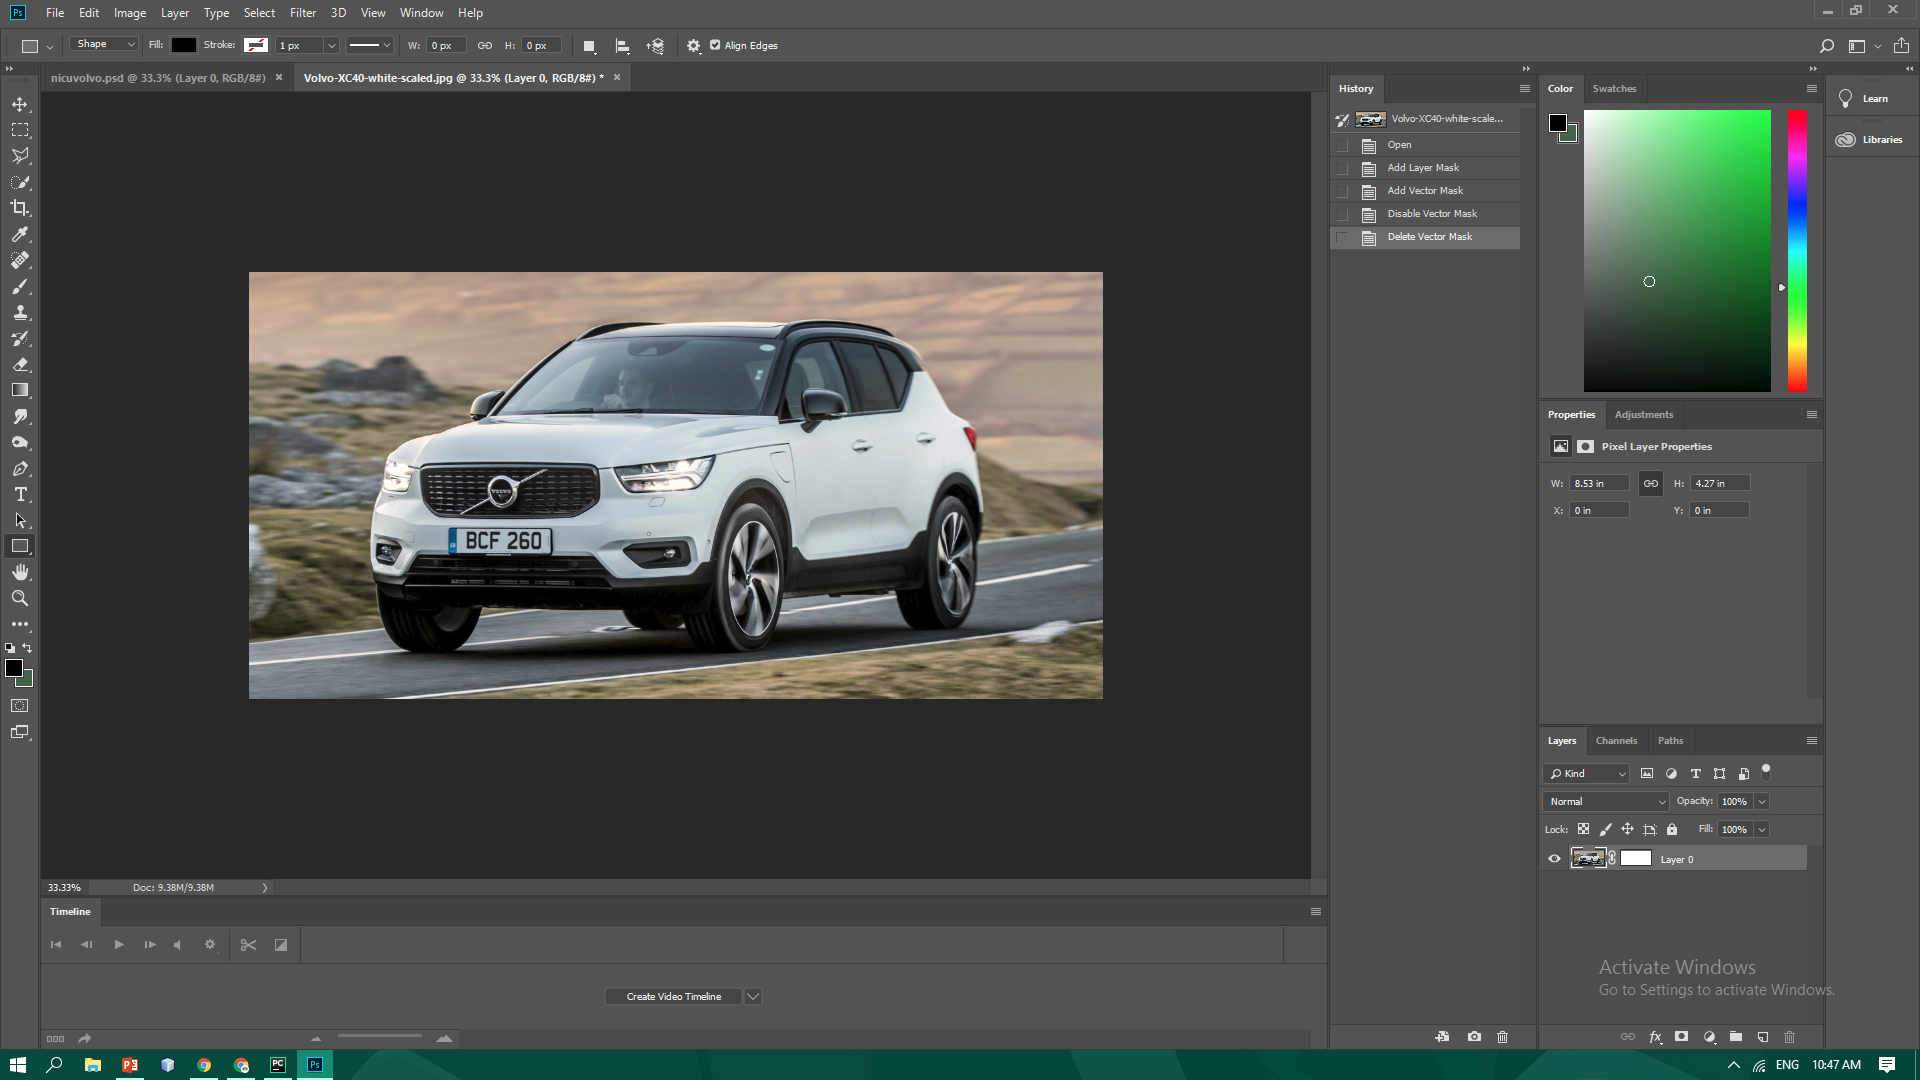 File Edit Image Layer Type Select Filter 3D View Window Help
Shape Fill: Stroke: 1 px W: 0 px H: 0 px Align Edges
nicuvolvo.psd @ 33.3% (Layer 0, RGB/8#) × Volvo-XC40-white-scaled.jpg @ 33.3% (Layer 0, RGB/8#) * ×
History
Volvo-XC40-white-scale...
Open
Add Layer Mask
Add Vector Mask
Disable Vector Mask
Delete Vector Mask
Color Swatches
Learn
Libraries
Properties Adjustments
Pixel Layer Properties
W: 8.53 in H: 4.27 in
X: 0 in Y: 0 in
VOLVO
BCF 260
Layers Channels Paths
Kind
Normal Opacity: 100%
Lock: Fill: 100%
Layer 0
33.33% Doc: 9.38M/9.38M
Timeline
Create Video Timeline
Activate Windows
Go to Settings to activate Windows.
ENG 10:47 AM